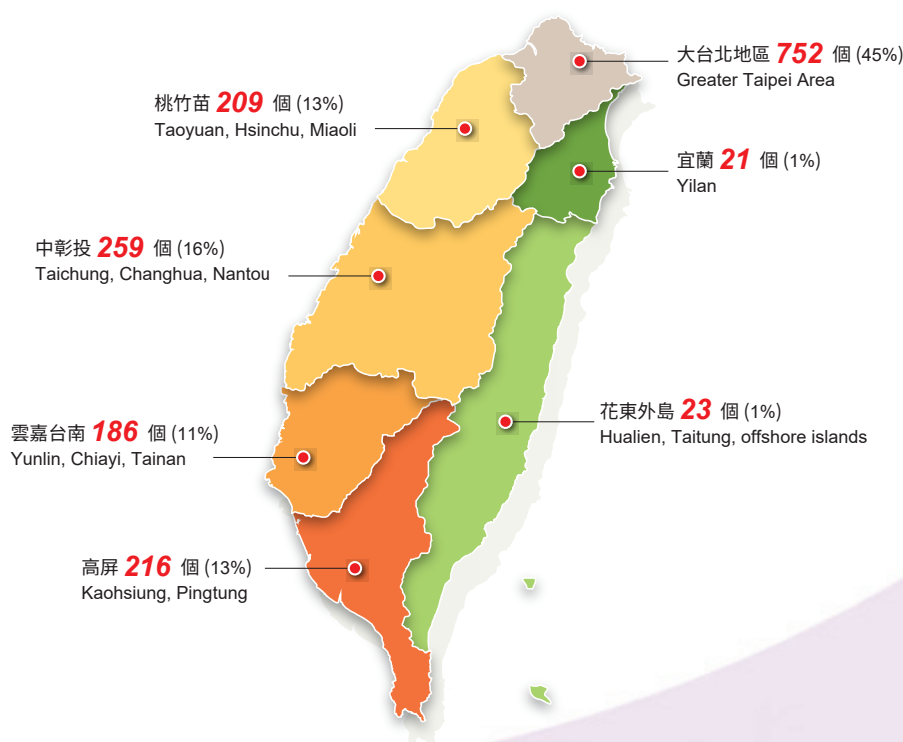 大台北地區 752 個 (45%)
Greater Taipei Area
桃竹苗 209 個 (13%)
Taoyuan, Hsinchu, Miaoli
宜蘭 21 個 (1%)
Yilan
中彰投 259 個 (16%)
Taichung, Changhua, Nantou
花東外島 23 個 (1%)
Hualien, Taitung, offshore islands
雲嘉台南 186 個 (11%)
Yunlin, Chiayi, Tainan
高屏 216 個 (13%)
Kaohsiung, Pingtung